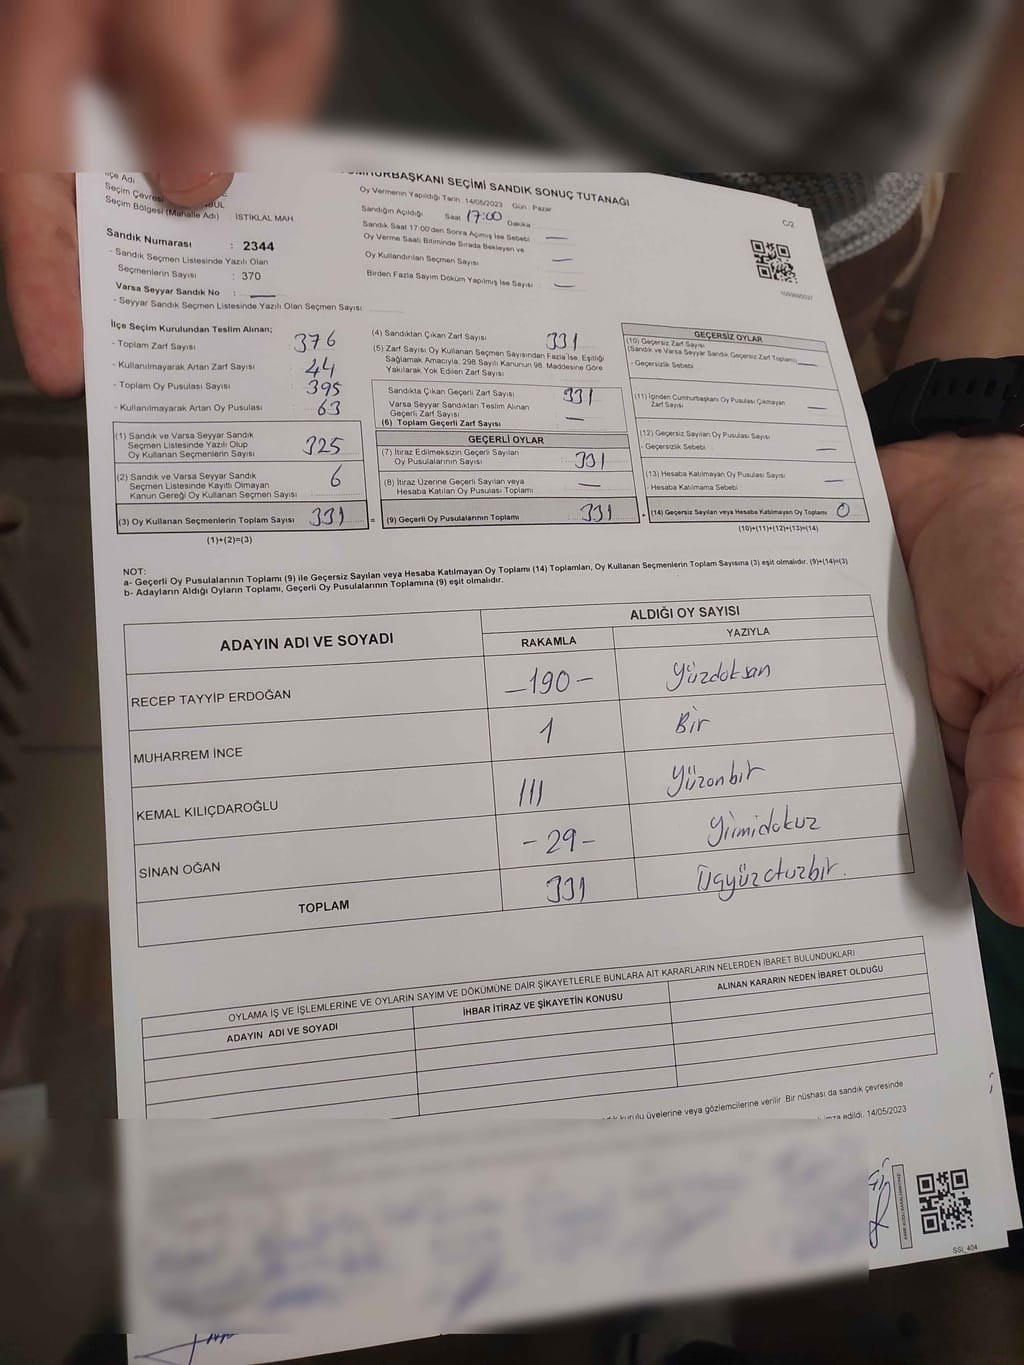 CUMHURBAŞKANI SEÇİMİ SANDIK SONUÇ TUTANAĞI
C/2
İlçe Adı
Seçim Çevresi
Seçim Bölgesi (Mahalle Adı) : İSTİKLAL MAH.
Sandık Numarası : 2344
- Sandık Seçmen Listesinde Yazılı Olan
Seçmenlerin Sayısı : 370
Varsa Seyyar Sandık No : —
- Seyyar Sandık Seçmen Listesinde Yazılı Olan Seçmen Sayısı
Oy Vermenin Yapıldığı Tarih : 14/05/2023 Gün : Pazar
Sandığın Açıldığı Saat 17:00 Dakika
Sandık Saat 17:00'den Sonra Açımış İse Sebebi —
Oy Verme Saati Bitiminde Sırada Bekleyen ve
Oy Kullandırılan Seçmen Sayısı : —
Birden Fazla Sayım Döküm Yapılmış İse Sayısı : —
İlçe Seçim Kurulundan Teslim Alınan;
- Toplam Zarf Sayısı : 376
- Kullanılmayarak Artan Zarf Sayısı : 44
- Toplam Oy Pusulası Sayısı : 395
- Kullanılmayarak Artan Oy Pusulası : 63
(1) Sandık ve Varsa Seyyar Sandık
Seçmen Listesinde Yazılı Olup
Oy Kullanan Seçmenlerin Sayısı 325
(2) Sandık ve Varsa Seyyar Sandık
Seçmen Listesinde Kayıtlı Olmayan
Kanun Gereği Oy Kullanan Seçmen Sayısı 6
(3) Oy Kullanan Seçmenlerin Toplam Sayısı 331 =
(1)+(2)=(3)
(4) Sandıktan Çıkan Zarf Sayısı 331
(5) Zarf Sayısı Oy Kullanan Seçmen Sayısından Fazla İse, Eşitliği
Sağlamak Amacıyla; 298 Sayılı Kanunun 98. Maddesine Göre
Yakılarak Yok Edilen Zarf Sayısı
Sandıkta Çıkan Geçerli Zarf Sayısı 331
Varsa Seyyar Sandıktan Teslim Alınan
Geçerli Zarf Sayısı —
(6) Toplam Geçerli Zarf Sayısı
GEÇERLİ OYLAR
(7) İtiraz Edilmeksizin Geçerli Sayılan
Oy Pusulalarının Sayısı 331
(8) İtiraz Üzerine Geçerli Sayılan veya
Hesaba Katılan Oy Pusulası Toplamı —
(9) Geçerli Oy Pusulalarının Toplamı 331 +
GEÇERSİZ OYLAR
(10) Geçersiz Zarf Sayısı
(Sandık ve Varsa Seyyar Sandık Geçersiz Zarf Toplamı) —
- Geçersizlik Sebebi
(11) İçinden Cumhurbaşkanı Oy Pusulası Çıkmayan
Zarf Sayısı —
(12) Geçersiz Sayılan Oy Pusulası Sayısı
- Geçersizlik Sebebi —
(13) Hesaba Katılmayan Oy Pusulası Sayısı
- Hesaba Katılmama Sebebi —
(14) Geçersiz Sayılan veya Hesaba Katılmayan Oy Toplamı 0
(10)+(11)+(12)+(13)=(14)
NOT:
a- Geçerli Oy Pusulalarının Toplamı (9) ile Geçersiz Sayılan veya Hesaba Katılmayan Oy Toplamı (14) Toplamları, Oy Kullanan Seçmenlerin Toplam Sayısına (3) eşit olmalıdır. (9)+(14)=(3)
b- Adayların Aldığı Oyların Toplamı, Geçerli Oy Pusulalarının Toplamına (9) eşit olmalıdır.
ADAYIN ADI VE SOYADI
ALDIĞI OY SAYISI
RAKAMLA YAZIYLA
RECEP TAYYİP ERDOĞAN –190– Yüzdoksan
MUHARREM İNCE 1 Bir
KEMAL KILIÇDAROĞLU 111 Yüzonbir
SİNAN OĞAN –29– Yirmidokuz
TOPLAM 331 Üçyüzotuzbir.
OYLAMA İŞ VE İŞLEMLERİNE VE OYLARIN SAYIM VE DÖKÜMÜNE DAİR ŞİKAYETLERLE BUNLARA AİT KARARLARIN NELERDEN İBARET BULUNDUKLARI
ADAYIN ADI VE SOYADI İHBAR İTİRAZ VE ŞİKAYETİN KONUSU ALINAN KARARIN NEDEN İBARET OLDUĞU
kurulu üyelerine veya gözlemcilerine verilir. Bir nüshası da sandık çevresinde
imza edildi. 14/05/2023
SSİ_404